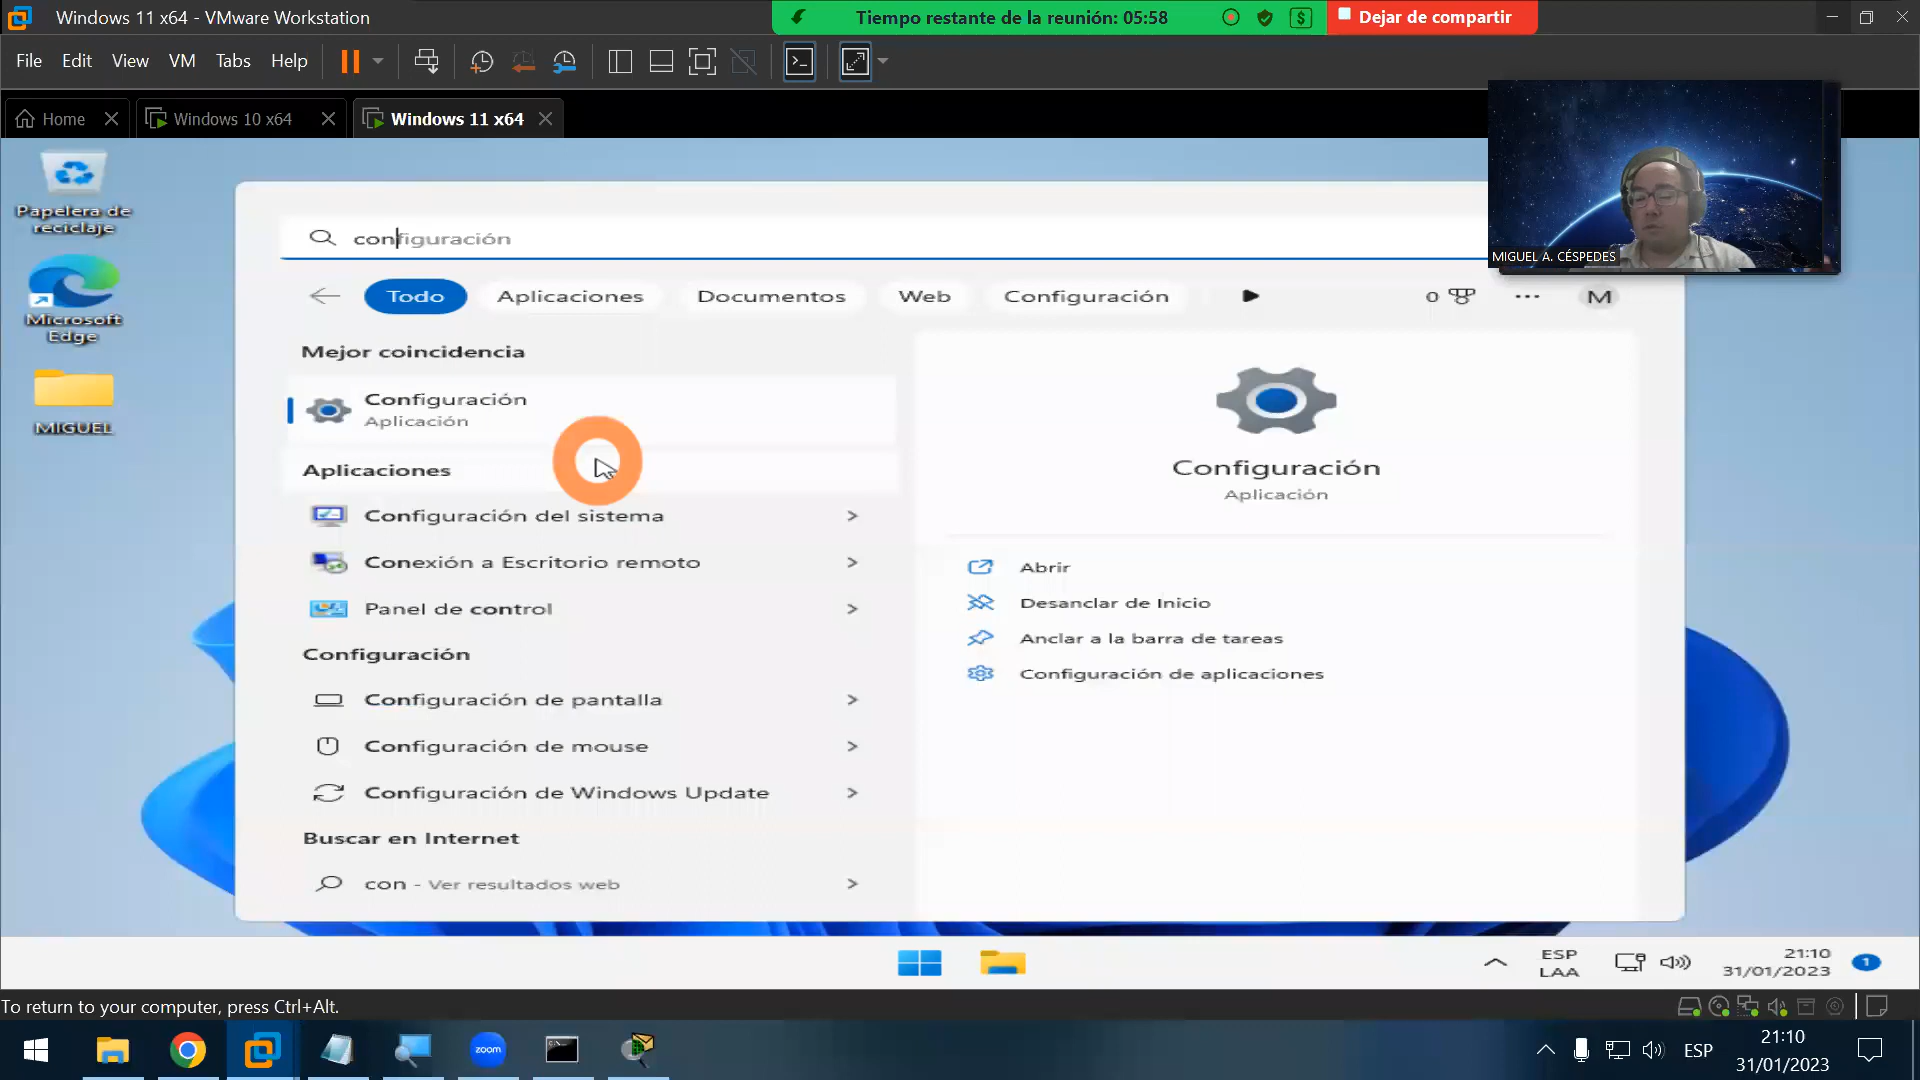 Windows 11 x64 - VMware Workstation
Tiempo restante de la reunión: 05:58
Dejar de compartir
File Edit View VM Tabs Help
Home
Windows 10 x64
Windows 11 x64
MIGUEL A. CÉSPEDES
Papelera de
reciclaje
Microsoft
Edge
MIGUEL
configuración
Todo
Aplicaciones
Documentos
Web
Configuración
0
M
Mejor coincidencia
Configuración
Aplicación
Aplicaciones
Configuración del sistema
Conexión a Escritorio remoto
Panel de control
Configuración
Configuración de pantalla
Configuración de mouse
Configuración de Windows Update
Buscar en Internet
con - Ver resultados web
Configuración
Aplicación
Abrir
Desanclar de Inicio
Anclar a la barra de tareas
Configuración de aplicaciones
ESP
LAA
21:10
31/01/2023
1
To return to your computer, press Ctrl+Alt.
zoom
ESP
21:10
31/01/2023